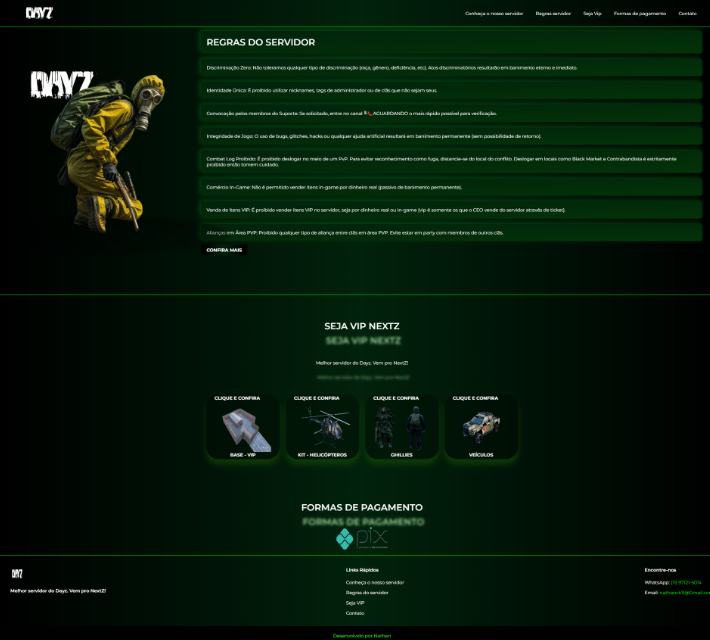 DAYZ
Conheça o nosso servidor
Regras servidor
Seja Vip
Formas de pagamento
Contato
DAYZ
REGRAS DO SERVIDOR
Discriminação Zero: Não toleramos qualquer tipo de discriminação (raça, gênero, deficiência, etc). Atos discriminatórios resultarão em banimento eterno e imediato.
Identidade Única: É proibido utilizar nicknames, tags de administrador ou de clãs que não sejam seus.
Convocação pelos membros do Suporte: Se solicitado, entre no canal AGUARDANDO o mais rápido possível para verificação.
Integridade de Jogo: O uso de bugs, glitches, hacks ou qualquer ajuda artificial resultará em banimento permanente (sem possibilidade de retorno).
Combat Log Proibido: É proibido deslogar no meio de um PvP. Para evitar reconhecimento como fuga, distancie-se do local do conflito. Deslogar em locais como Black Market e Contrabandista é estritamente
proibido então tomem cuidado.
Comércio In-Game: Não é permitido vender itens in-game por dinheiro real (passivo de banimento permanente).
Venda de Itens VIP: É proibido vender itens VIP no servidor, seja por dinheiro real ou in-game (vip é somente os que o CEO vende do servidor através de ticket).
Alianças em Área PVP: Proibido qualquer tipo de aliança entre clãs em área PVP. Evite estar em party com membros de outros clãs.
CONFIRA MAIS
SEJA VIP NEXTZ
SEJA VIP NEXTZ
Melhor servidor do Dayz, Vem pro NextZ!
Melhor servidor do Dayz, Vem pro NextZ!
CLIQUE E CONFIRA
BASE - VIP
CLIQUE E CONFIRA
KIT - HELICÓPTEROS
CLIQUE E CONFIRA
GHILLIES
CLIQUE E CONFIRA
VEÍCULOS
FORMAS DE PAGAMENTO
FORMAS DE PAGAMENTO
pix
DAYZ
Melhor servidor do Dayz, Vem pro NextZ!
Links Rápidos
Conheça o nosso servidor
Regras do servidor
Seja VIP
Contato
Encontre-nos
WhatsApp:
Email:
Desenvolvido por Nathan